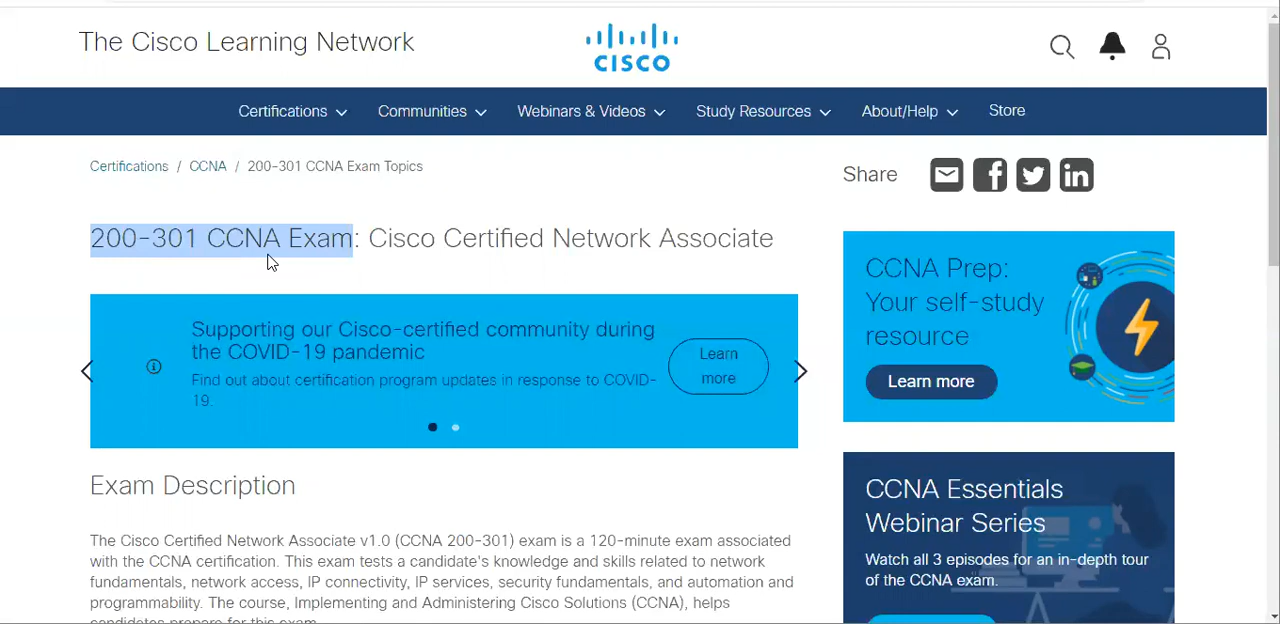 The Cisco Learning Network
CISCO
Certifications Communities Webinars & Videos Study Resources About/Help Store
Certifications / CCNA / 200-301 CCNA Exam Topics
Share
200-301 CCNA Exam: Cisco Certified Network Associate
Supporting our Cisco-certified community during
the COVID-19 pandemic
Find out about certification program updates in response to COVID-
19.
Learn
more
CCNA Prep:
Your self-study
resource
Learn more
Exam Description
The Cisco Certified Network Associate v1.0 (CCNA 200-301) exam is a 120-minute exam associated
with the CCNA certification. This exam tests a candidate's knowledge and skills related to network
fundamentals, network access, IP connectivity, IP services, security fundamentals, and automation and
programmability. The course, Implementing and Administering Cisco Solutions (CCNA), helps
candidates prepare for this exam.
CCNA Essentials
Webinar Series
Watch all 3 episodes for an in-depth tour
of the CCNA exam.